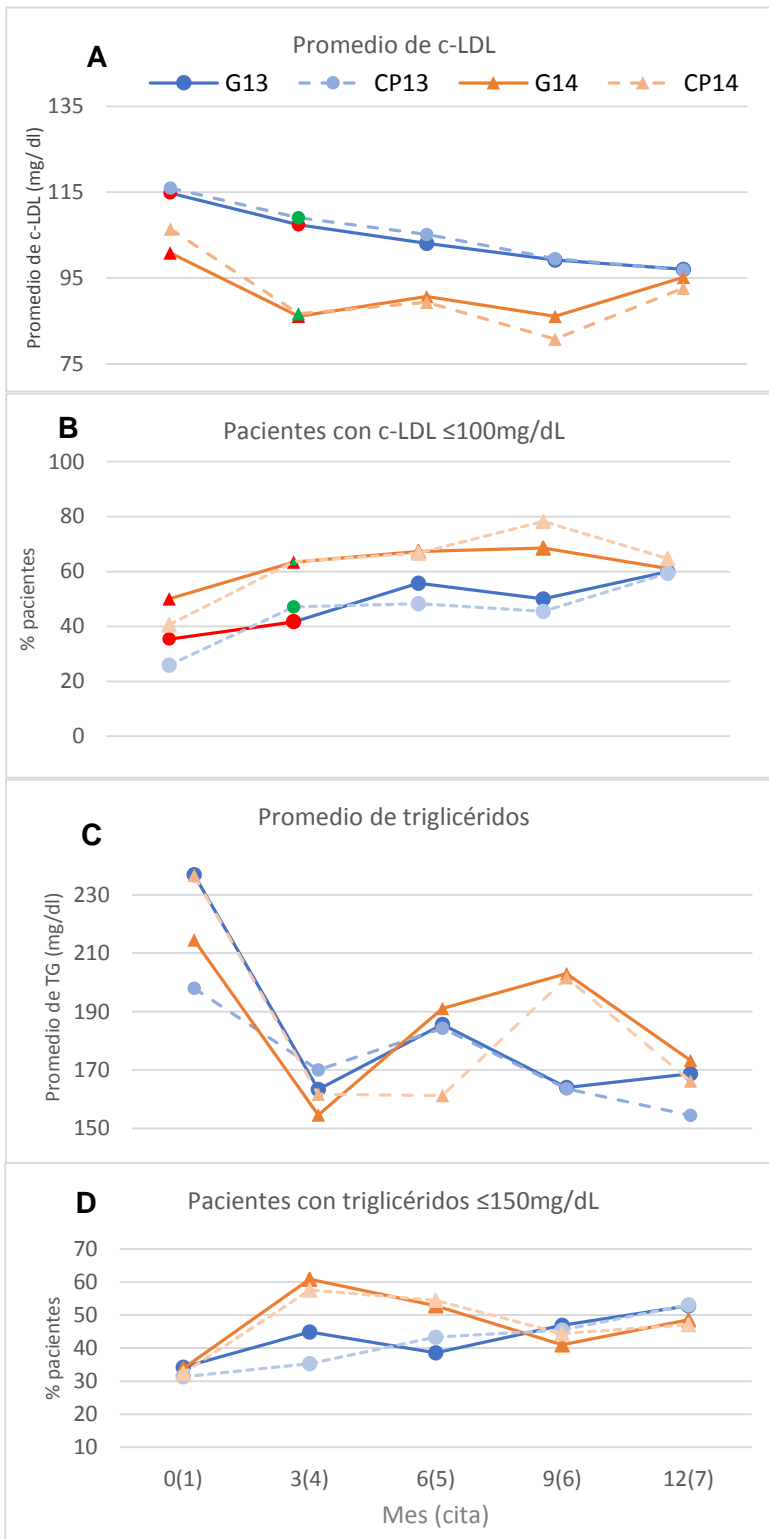 A
Promedio de c-LDL
G13 CP13 G14 CP14
Promedio de c-LDL (mg/ dl)
135
115
95
75
B
Pacientes con c-LDL ≤100mg/dL
% pacientes
100
80
60
40
20
0
C
Promedio de triglicéridos
Promedio de TG (mg/dl)
230
210
190
170
150
D
Pacientes con triglicéridos ≤150mg/dL
% pacientes
70
60
50
40
30
20
10
0(1) 3(4) 6(5) 9(6) 12(7)
Mes (cita)